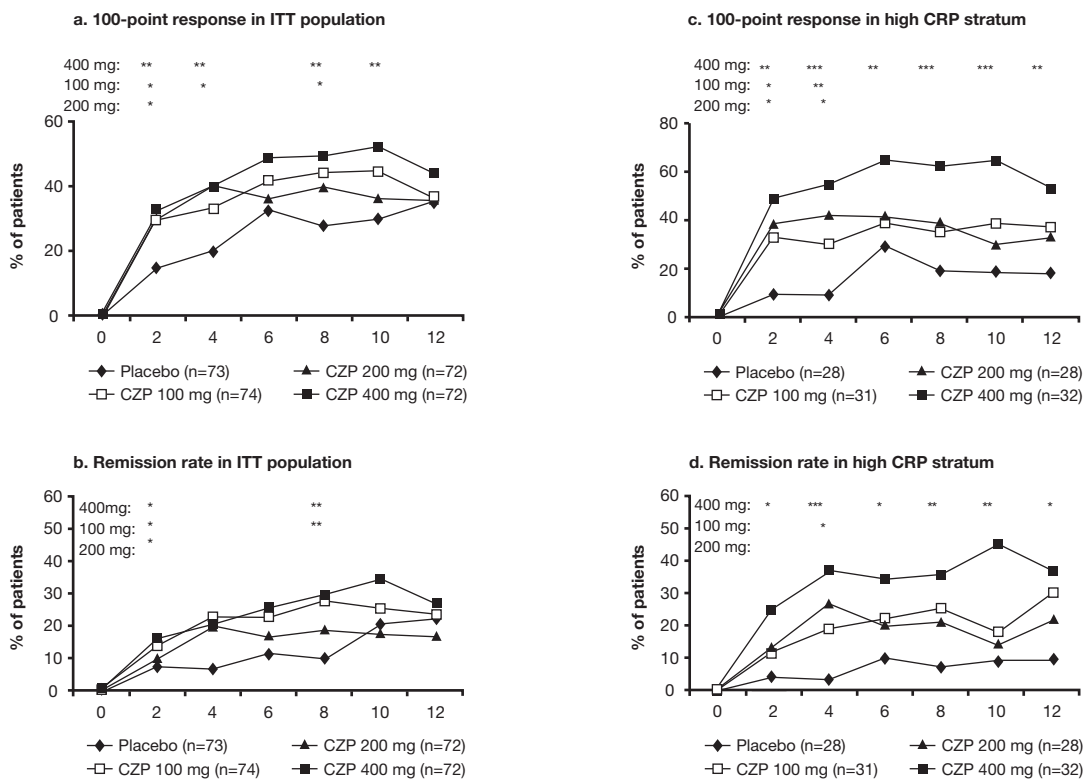 a. 100-point response in ITT population
400 mg: ** ** ** **
100 mg: * * *
200 mg: *
60
40
20
0
% of patients
0 2 4 6 8 10 12
Placebo (n=73) CZP 200 mg (n=72)
CZP 100 mg (n=74) CZP 400 mg (n=72)
c. 100-point response in high CRP stratum
400 mg: ** *** ** *** *** **
100 mg: * **
200 mg: * *
80
60
40
20
0
% of patients
0 2 4 6 8 10 12
Placebo (n=28) CZP 200 mg (n=28)
CZP 100 mg (n=31) CZP 400 mg (n=32)
b. Remission rate in ITT population
400mg: * **
100 mg: * **
200 mg: *
60
50
40
30
20
10
0
% of patients
0 2 4 6 8 10 12
Placebo (n=73) CZP 200 mg (n=72)
CZP 100 mg (n=74) CZP 400 mg (n=72)
d. Remission rate in high CRP stratum
400 mg: * *** * ** ** *
100 mg: *
200 mg:
60
50
40
30
20
10
0
% of patients
0 2 4 6 8 10 12
Placebo (n=28) CZP 200 mg (n=28)
CZP 100 mg (n=31) CZP 400 mg (n=32)